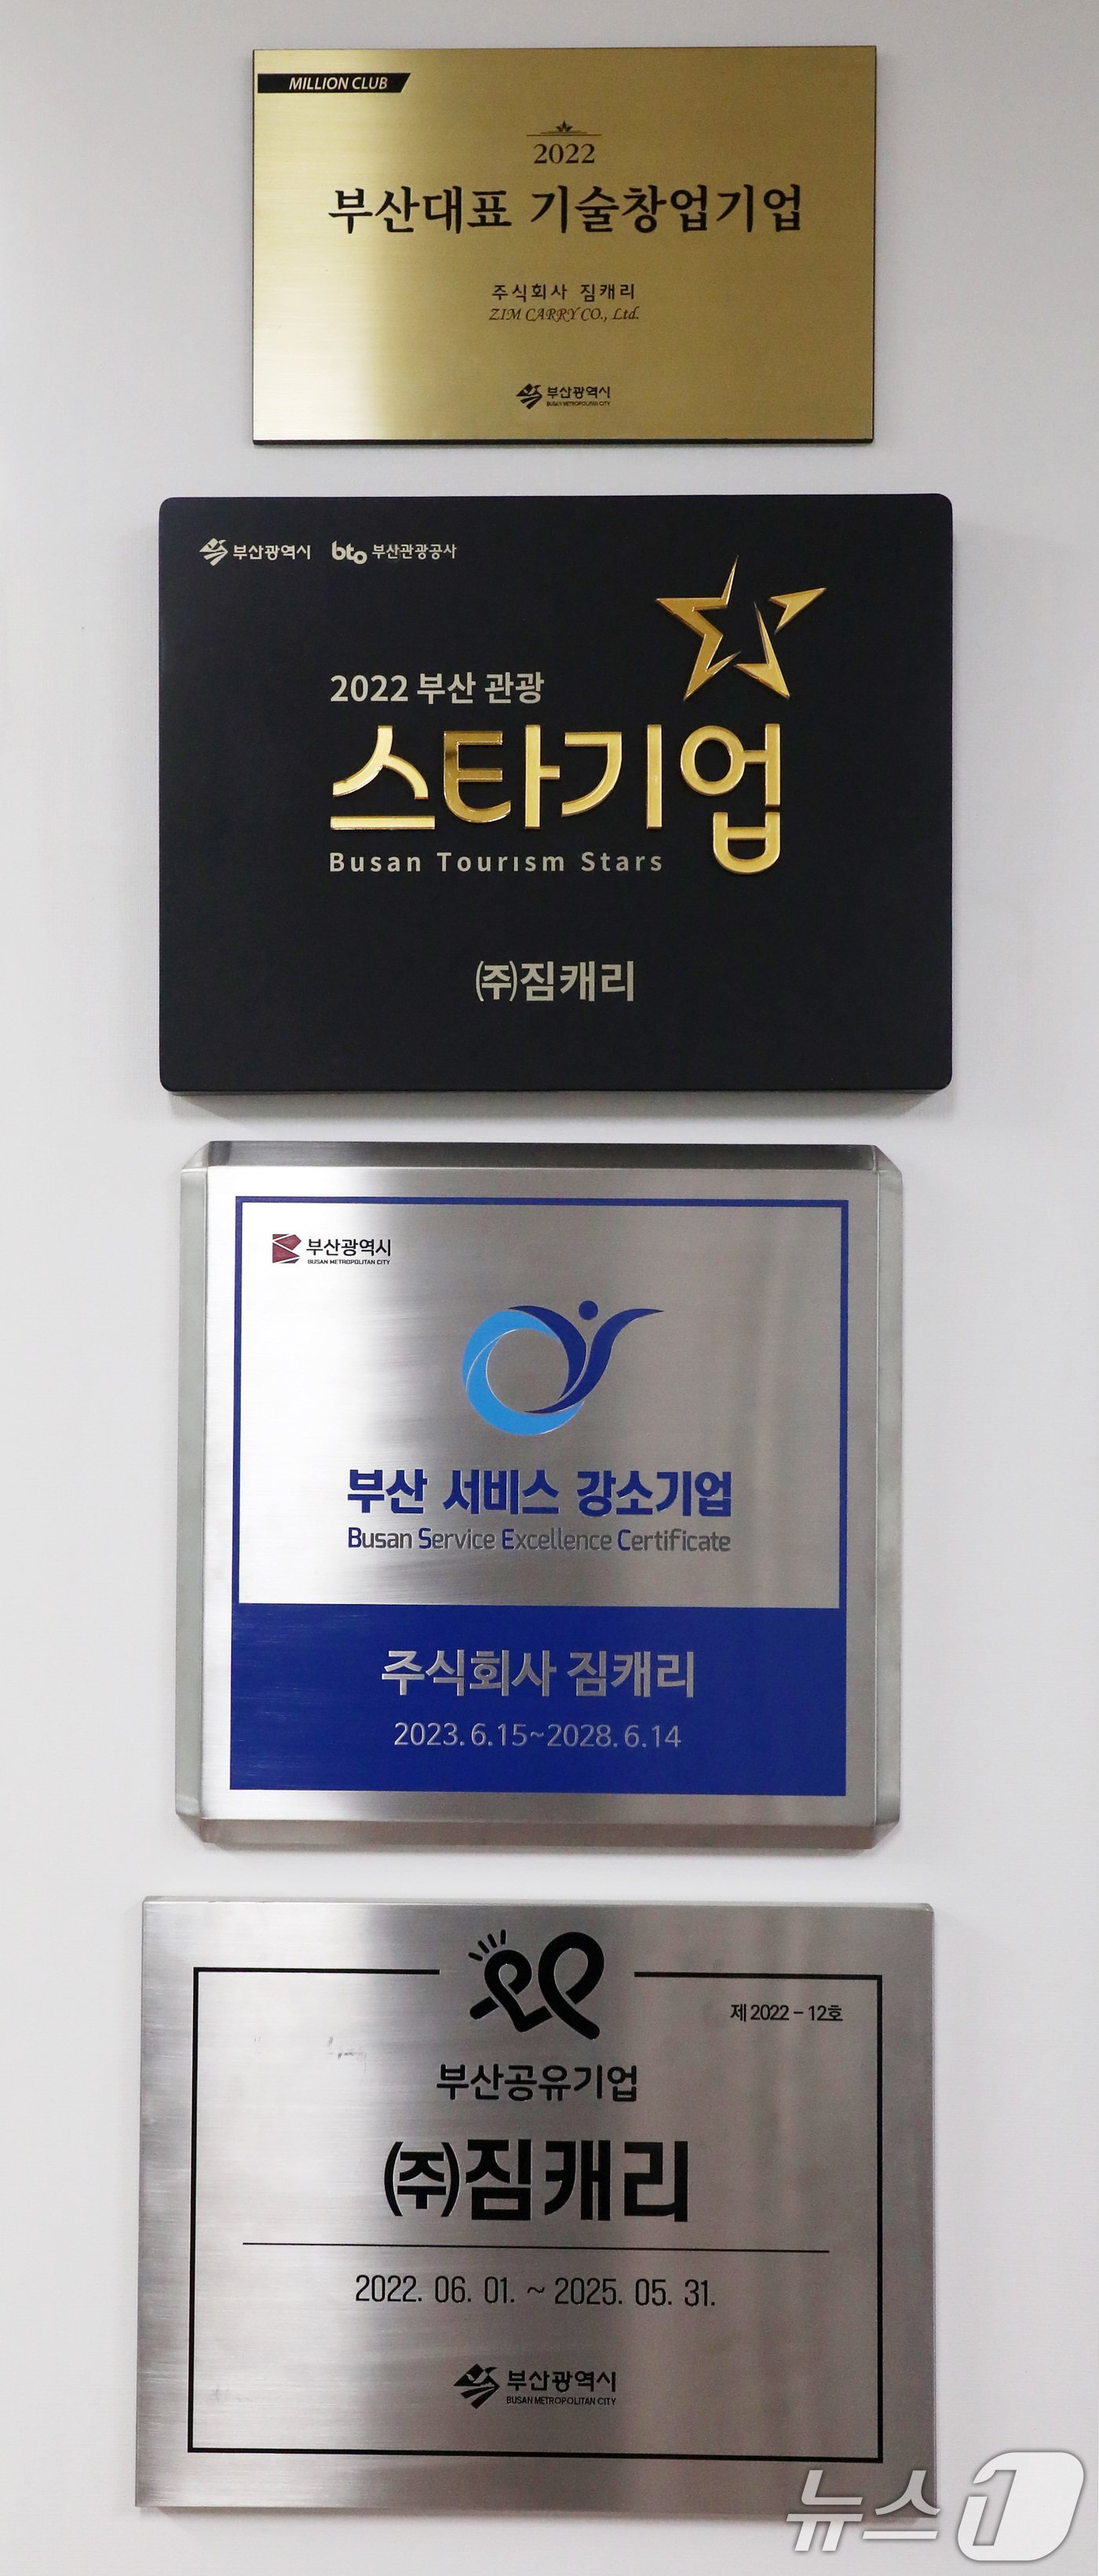 MILLION CLUB
2022
부산대표 기술창업기업
주식회사 짐캐리
ZIM CARRY CO., Ltd.
부산광역시
BUSAN METROPOLITAN CITY
부산광역시 bto 부산관광공사
2022 부산 관광
스타기업
Busan Tourism Stars
㈜짐캐리
부산광역시
BUSAN METROPOLITAN CITY
부산 서비스 강소기업
Busan Service Excellence Certificate
주식회사 짐캐리
2023. 6.15~2028. 6.14
제 2022 - 12호
부산공유기업
㈜짐캐리
2022. 06. 01. ~ 2025. 05. 31.
부산광역시
BUSAN METROPOLITAN CITY
뉴스1